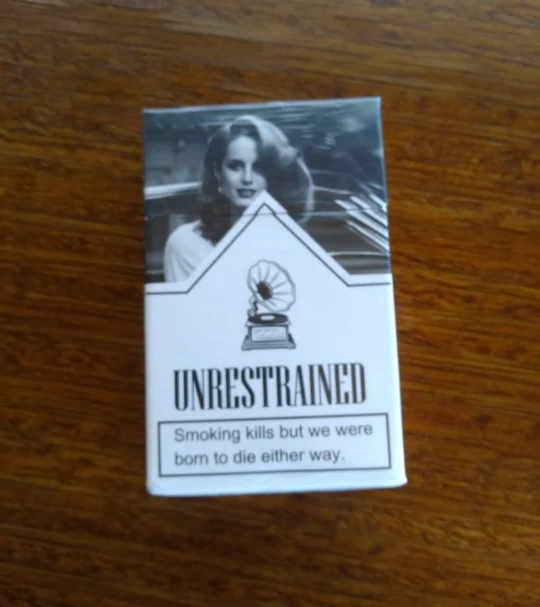 UNRESTRAINED
Smoking kills but we were
born to die either way.